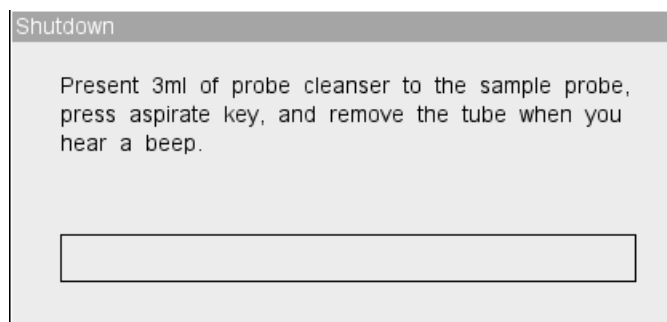 Shutdown
Present 3ml of probe cleanser to the sample probe,
press aspirate key, and remove the tube when you
hear a beep.